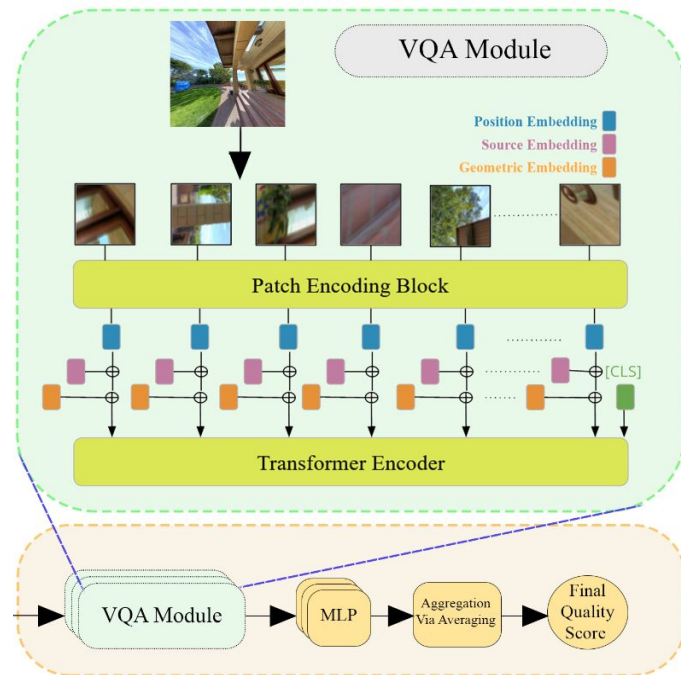 VQA Module
Position Embedding
Source Embedding
Geometric Embedding
Patch Encoding Block
[CLS]
Transformer Encoder
VQA Module
MLP
Aggregation
Via Averaging
Final
Quality
Score